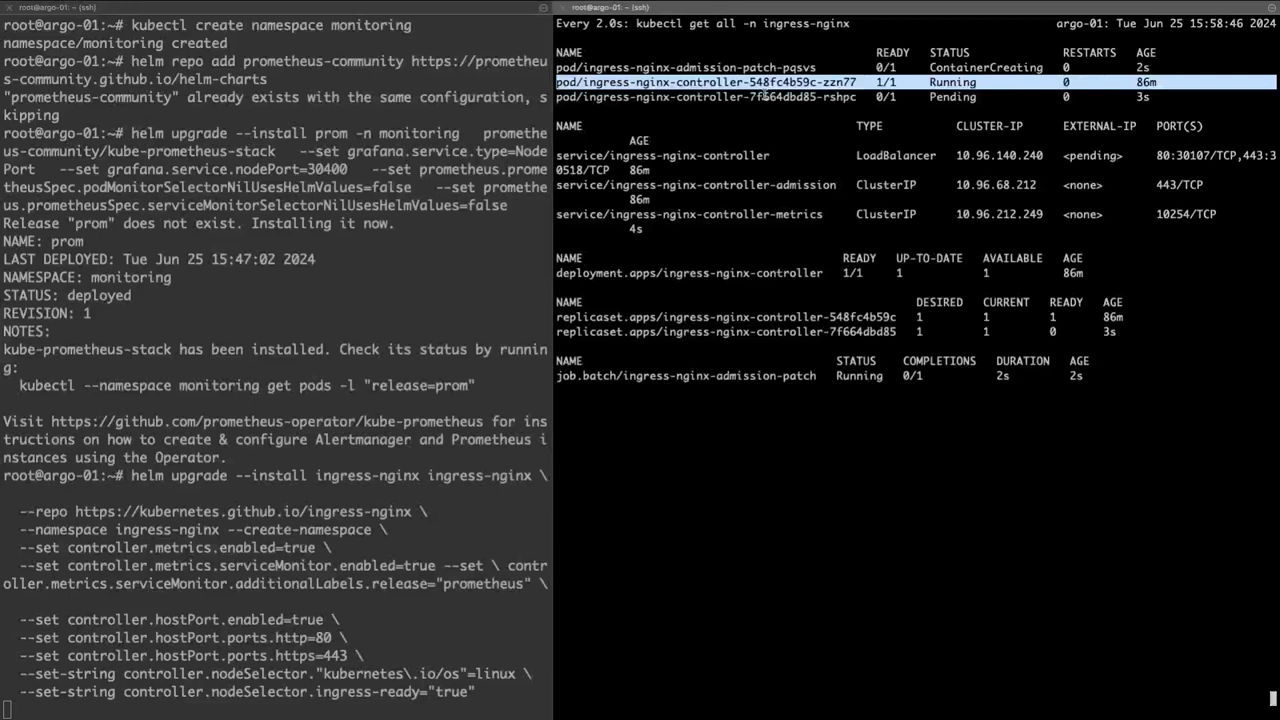 root@argo-01: ~ (ssh)
root@argo-01:~# kubectl create namespace monitoring
namespace/monitoring created
root@argo-01:~# helm repo add prometheus-community https://prometheu
s-community.github.io/helm-charts
"prometheus-community" already exists with the same configuration, s
kipping
root@argo-01:~# helm upgrade --install prom -n monitoring   promethe
us-community/kube-prometheus-stack   --set grafana.service.type=Node
Port   --set grafana.service.nodePort=30400   --set prometheus.prome
theusSpec.podMonitorSelectorNilUsesHelmValues=false   --set promethe
us.prometheusSpec.serviceMonitorSelectorNilUsesHelmValues=false
Release "prom" does not exist. Installing it now.
NAME: prom
LAST DEPLOYED: Tue Jun 25 15:47:02 2024
NAMESPACE: monitoring
STATUS: deployed
REVISION: 1
NOTES:
kube-prometheus-stack has been installed. Check its status by runnin
g:
  kubectl --namespace monitoring get pods -l "release=prom"
Visit https://github.com/prometheus-operator/kube-prometheus for ins
tructions on how to create & configure Alertmanager and Prometheus i
nstances using the Operator.
root@argo-01:~# helm upgrade --install ingress-nginx ingress-nginx \
  --repo https://kubernetes.github.io/ingress-nginx \
  --namespace ingress-nginx --create-namespace \
  --set controller.metrics.enabled=true \
  --set controller.metrics.serviceMonitor.enabled=true --set \ contr
oller.metrics.serviceMonitor.additionalLabels.release="prometheus" \
  --set controller.hostPort.enabled=true \
  --set controller.hostPort.ports.http=80 \
  --set controller.hostPort.ports.https=443 \
  --set-string controller.nodeSelector."kubernetes\.io/os"=linux \
  --set-string controller.nodeSelector.ingress-ready="true"
root@argo-01: ~ (ssh)
Every 2.0s: kubectl get all -n ingress-nginx argo-01: Tue Jun 25 15:58:46 2024
NAME READY STATUS RESTARTS AGE
pod/ingress-nginx-admission-patch-pqsvs 0/1 ContainerCreating 0 2s
pod/ingress-nginx-controller-548fc4b59c-zzn77 1/1 Running 0 86m
pod/ingress-nginx-controller-7f664dbd85-rshpc 0/1 Pending 0 3s
NAME TYPE CLUSTER-IP EXTERNAL-IP PORT(S)
AGE
service/ingress-nginx-controller LoadBalancer 10.96.140.240 <pending> 80:30107/TCP,443:3
0518/TCP 86m
service/ingress-nginx-controller-admission ClusterIP 10.96.68.212 <none> 443/TCP
86m
service/ingress-nginx-controller-metrics ClusterIP 10.96.212.249 <none> 10254/TCP
4s
NAME READY UP-TO-DATE AVAILABLE AGE
deployment.apps/ingress-nginx-controller 1/1 1 1 86m
NAME DESIRED CURRENT READY AGE
replicaset.apps/ingress-nginx-controller-548fc4b59c 1 1 1 86m
replicaset.apps/ingress-nginx-controller-7f664dbd85 1 1 0 3s
NAME STATUS COMPLETIONS DURATION AGE
job.batch/ingress-nginx-admission-patch Running 0/1 2s 2s